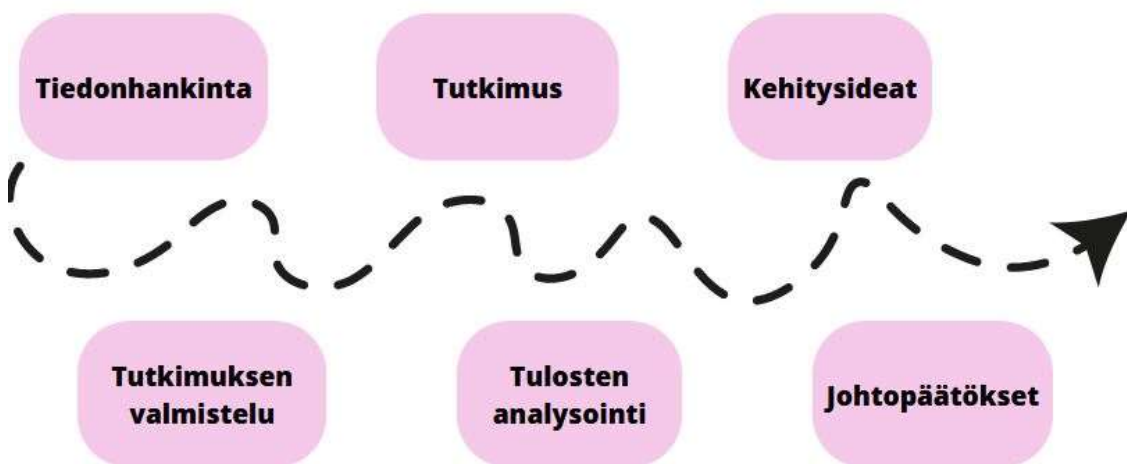 Tiedonhankinta
Tutkimus
Kehitysideat
Tutkimuksen
valmistelu
Tulosten
analysointi
Johtopäätökset